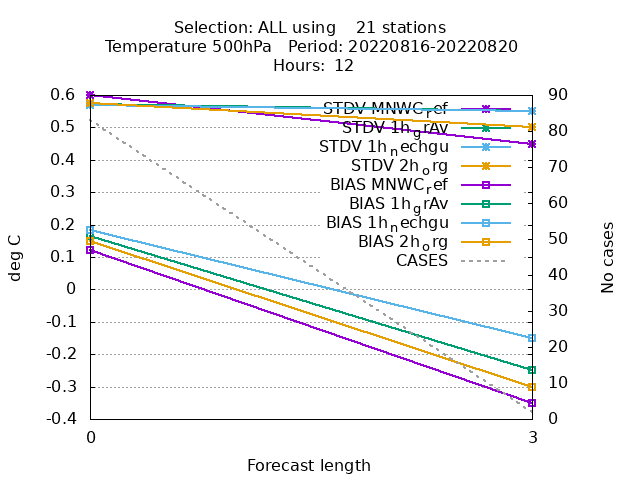 Selection: ALL using 21 stations
Temperature 500hPa Period: 20220816-20220820
Hours: 12
0.6
0.5
0.4
0.3
0.2
0.1
0
-0.1
-0.2
-0.3
-0.4
deg C
STDV MNWC_ref
STDV 1h_grAv
STDV 1h_nechgu
STDV 2h_org
BIAS MNWC_ref
BIAS 1h_grAv
BIAS 1h_nechgu
BIAS 2h_org
CASES
90
80
70
60
50
40
30
20
10
0
No cases
0 3
Forecast length